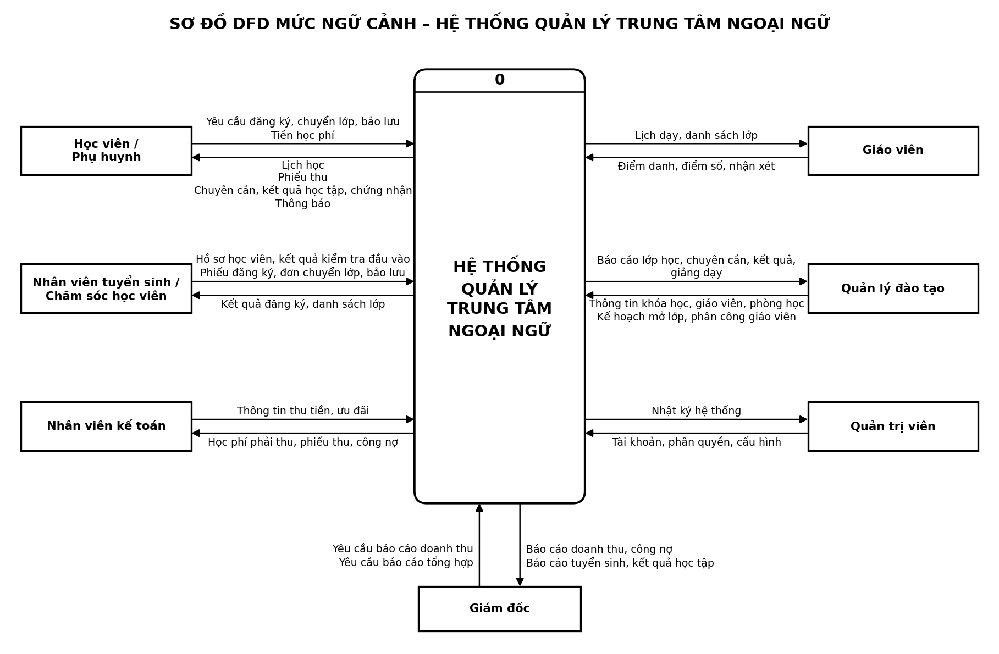 SƠ ĐỒ DFD MỨC NGỮ CẢNH – HỆ THỐNG QUẢN LÝ TRUNG TÂM NGOẠI NGỮ
0
Học viên /
Phụ huynh
Yêu cầu đăng ký, chuyển lớp, bảo lưu
Tiền học phí
Lịch học
Phiếu thu
Chuyên cần, kết quả học tập, chứng nhận
Thông báo
Lịch dạy, danh sách lớp
Điểm danh, điểm số, nhận xét
Giáo viên
Nhân viên tuyển sinh /
Chăm sóc học viên
Hồ sơ học viên, kết quả kiểm tra đầu vào
Phiếu đăng ký, đơn chuyển lớp, bảo lưu
Kết quả đăng ký, danh sách lớp
HỆ THỐNG
QUẢN LÝ
TRUNG TÂM
NGOẠI NGỮ
Báo cáo lớp học, chuyên cần, kết quả,
giảng dạy
Thông tin khóa học, giáo viên, phòng học
Kế hoạch mở lớp, phân công giáo viên
Quản lý đào tạo
Nhân viên kế toán
Thông tin thu tiền, ưu đãi
Học phí phải thu, phiếu thu, công nợ
Nhật ký hệ thống
Tài khoản, phân quyền, cấu hình
Quản trị viên
Yêu cầu báo cáo doanh thu
Yêu cầu báo cáo tổng hợp
Báo cáo doanh thu, công nợ
Báo cáo tuyển sinh, kết quả học tập
Giám đốc